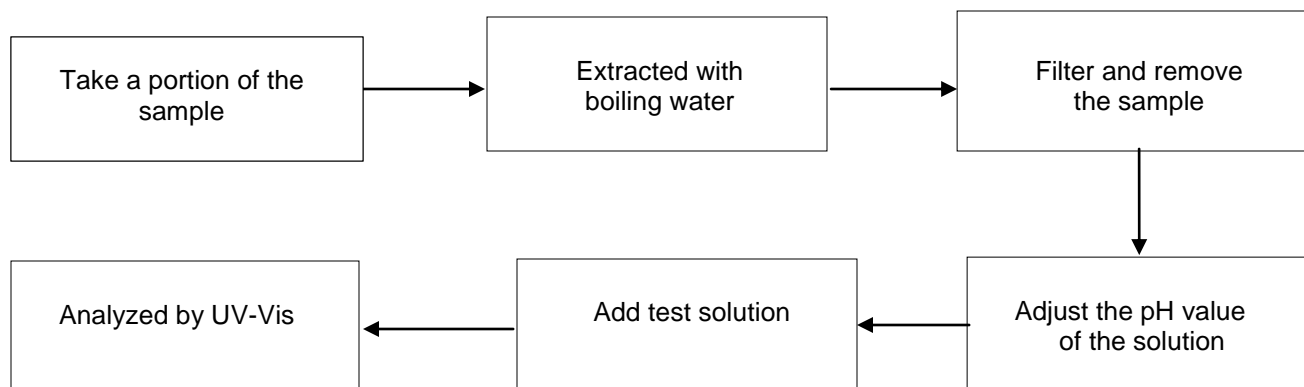 Take a portion of the
sample
Extracted with
boiling water
Filter and remove
the sample
Adjust the pH value
of the solution
Add test solution
Analyzed by UV-Vis